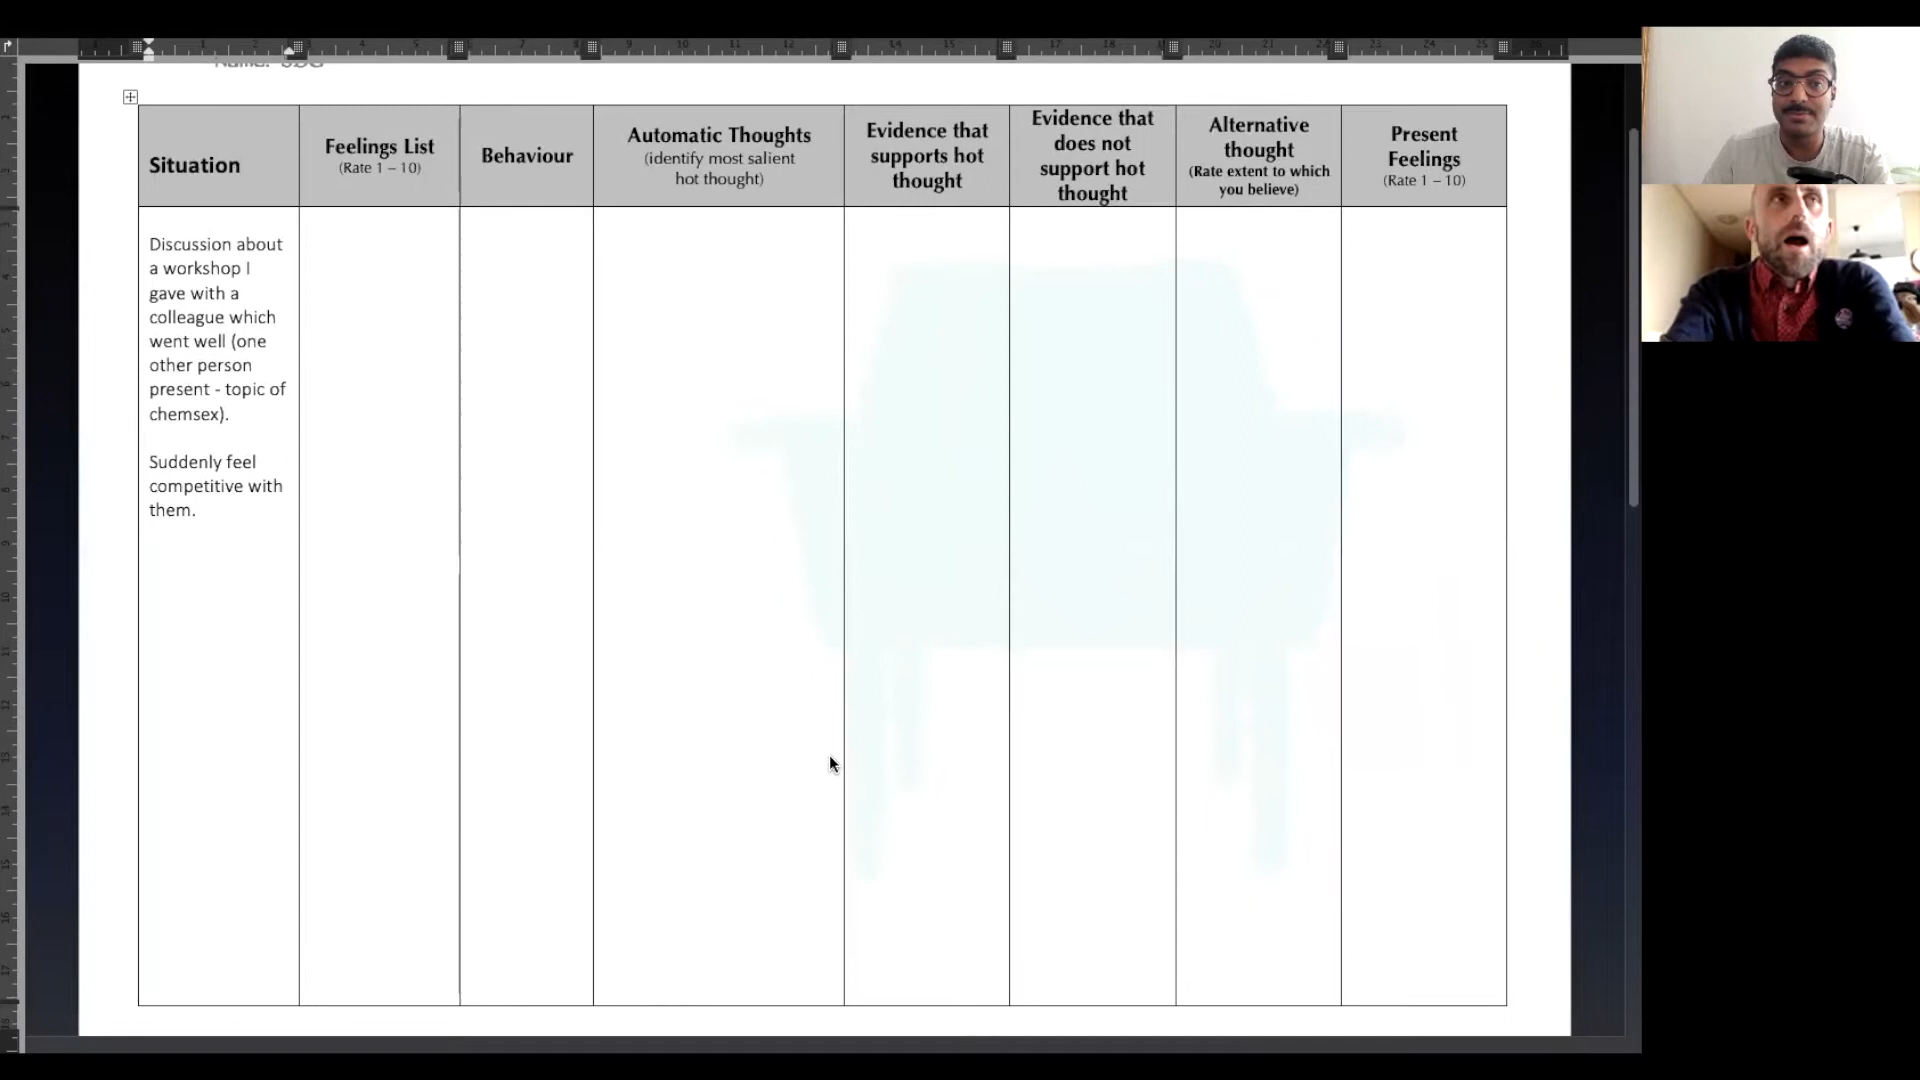 Situation
Feelings List
(Rate 1 – 10)
Behaviour
Automatic Thoughts
(identify most salient
hot thought)
Evidence that
supports hot
thought
Evidence that
does not
support hot
thought
Alternative
thought
(Rate extent to which
you believe)
Present
Feelings
(Rate 1 – 10)
Discussion about
a workshop I
gave with a
colleague which
went well (one
other person
present - topic of
chemsex).
Suddenly feel
competitive with
them.